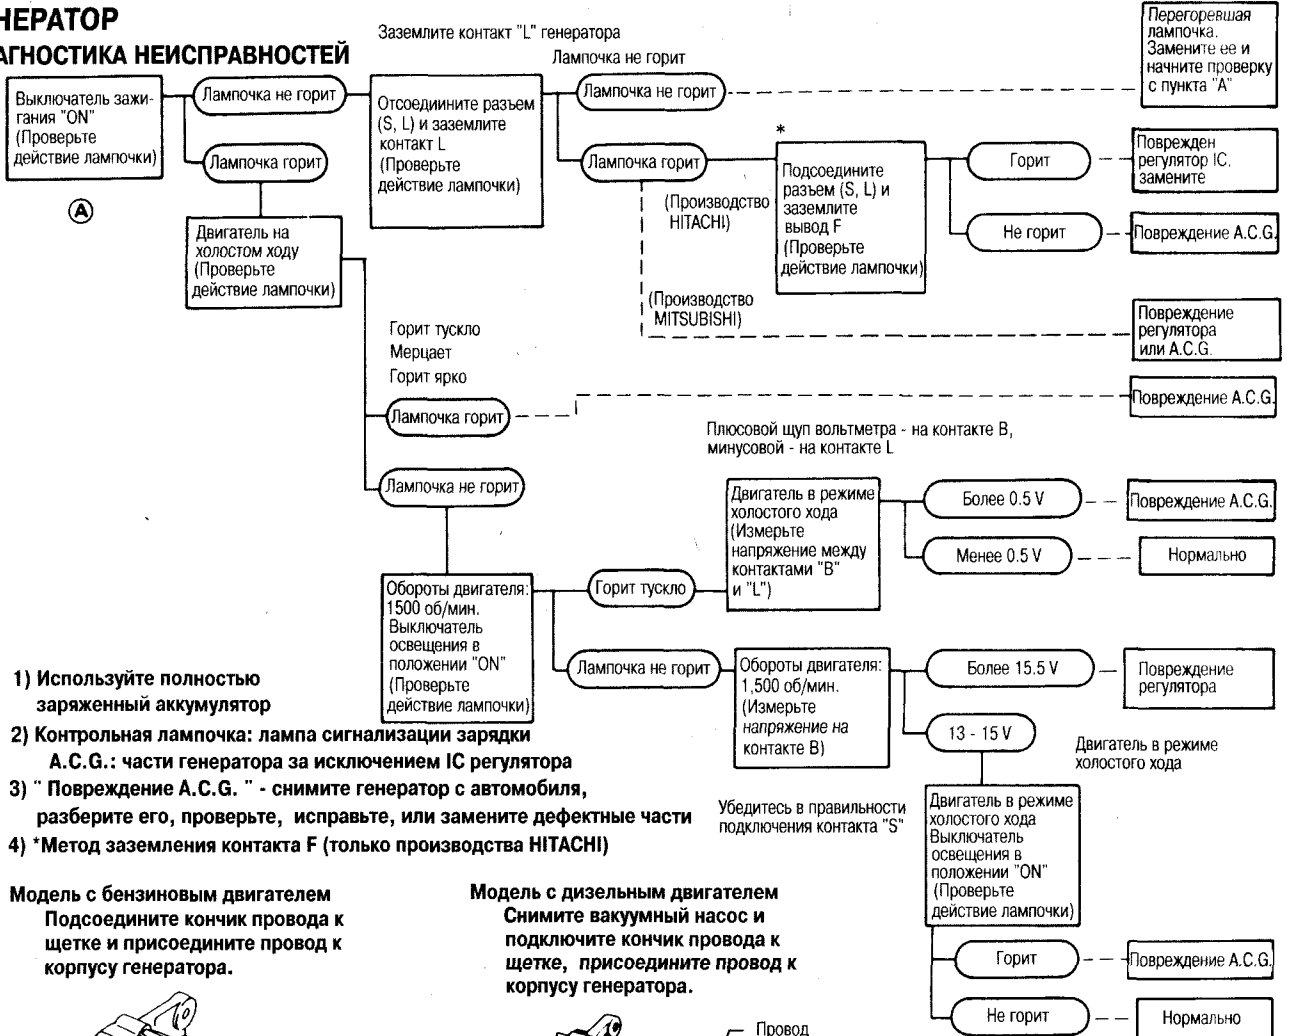 НЕРАТОР
АГНОСТИКА НЕИСПРАВНОСТЕЙ
Заземлите контакт "L" генератора
Лампочка не горит
Выключатель зажи-
гания "ON"
(Проверьте
действие лампочки)
A
Лампочка не горит
Лампочка горит
Отсоедиините разъем
(S, L) и заземлите
контакт L
(Проверьте
действие лампочки)
Лампочка не горит
Перегоревшая
лампочка.
Замените ее и
начните проверку
с пункта "A"
Лампочка горит
*
(Производство
HITACHI)
Подсоедините
разъем (S, L) и
заземлите
вывод F
(Проверьте
действие лампочки)
Горит
Поврежден
регулятор IC,
замените
Не горит
Повреждение A.C.G.
(Производство
MITSUBISHI)
Повреждение
регулятора
или A.C.G.
Двигатель на
холостом ходу
(Проверьте
действие лампочки)
Горит тускло
Мерцает
Горит ярко
Лампочка горит
Повреждение A.C.G.
Лампочка не горит
Плюсовой щуп вольтметра - на контакте B,
минусовой - на контакте L
Обороты двигателя:
1500 об/мин.
Выключатель
освещения в
положении "ON"
(Проверьте
действие лампочки)
Горит тускло
Двигатель в режиме
холостого хода
(Измерьте
напряжение между
контактами "B"
и "L")
Более 0.5 V
Повреждение A.C.G.
Менее 0.5 V
Нормально
Лампочка не горит
Обороты двигателя:
1,500 об/мин.
(Измерьте
напряжение на
контакте B)
Более 15.5 V
Повреждение
регулятора
13 - 15 V
Двигатель в режиме
холостого хода
Убедитесь в правильности
подключения контакта "S"
Двигатель в режиме
холостого хода
Выключатель
освещения в
положении "ON"
(Проверьте
действие лампочки)
Горит
Повреждение A.C.G.
Не горит
Нормально
1) Используйте полностью
заряженный аккумулятор
2) Контрольная лампочка: лампа сигнализации зарядки
A.C.G.: части генератора за исключением IC регулятора
3) " Повреждение A.C.G. " - снимите генератор с автомобиля,
разберите его, проверьте, исправьте, или замените дефектные части
4) *Метод заземления контакта F (только производства HITACHI)
Модель с бензиновым двигателем
Подсоедините кончик провода к
щетке и присоедините провод к
корпусу генератора.
Модель с дизельным двигателем
Снимите вакуумный насос и
подключите кончик провода к
щетке, присоедините провод к
корпусу генератора.
Провод